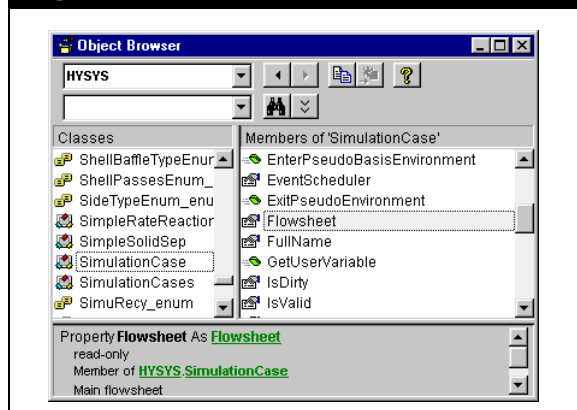 Object Browser
HYSYS
Classes
Members of 'SimulationCase'
ShellBaffleTypeEnur
ShellPassesEnum_
SideTypeEnum_enu
SimpleRateReaction
SimpleSolidSep
SimulationCase
SimulationCases
SimuRecy_enum
EnterPseudoBasisEnvironment
EventScheduler
ExitPseudoEnvironment
Flowsheet
FullName
GetUserVariable
IsDirty
IsValid
Property Flowsheet As Flowsheet
read-only
Member of HYSYS.SimulationCase
Main flowsheet